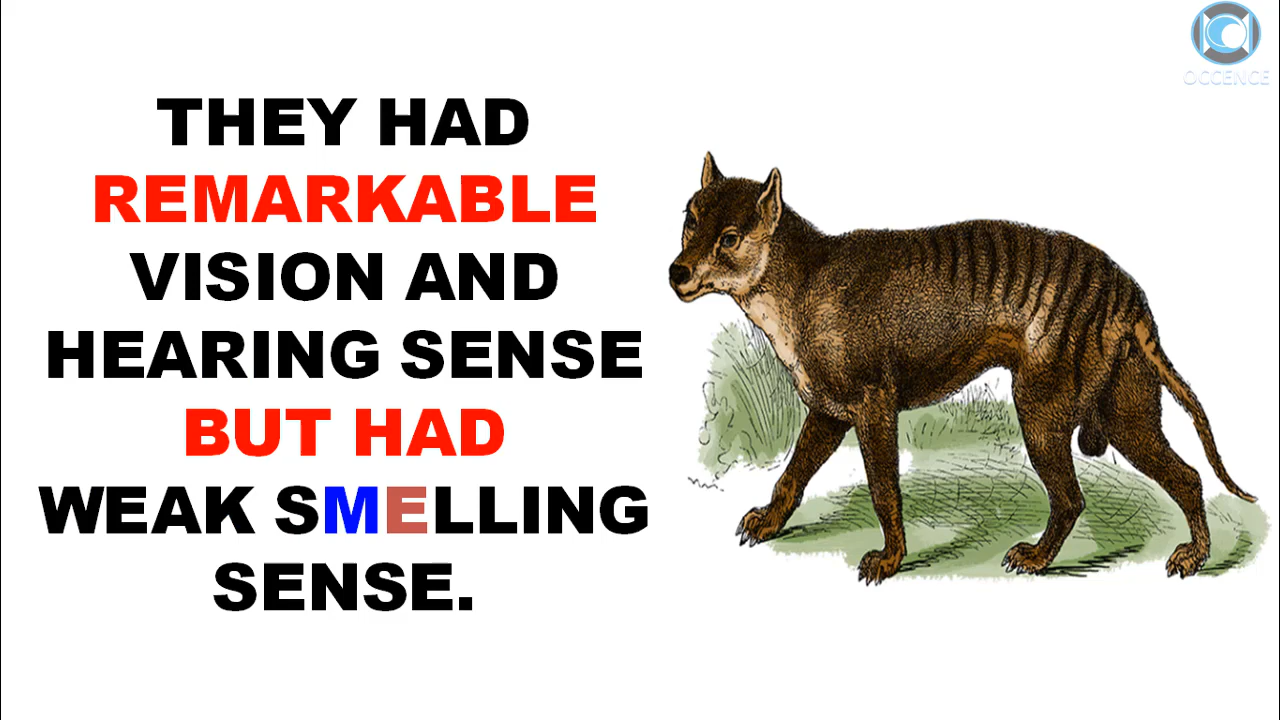 OCCENCE
THEY HAD
REMARKABLE
VISION AND
HEARING SENSE
BUT HAD
WEAK SMELLING
SENSE.